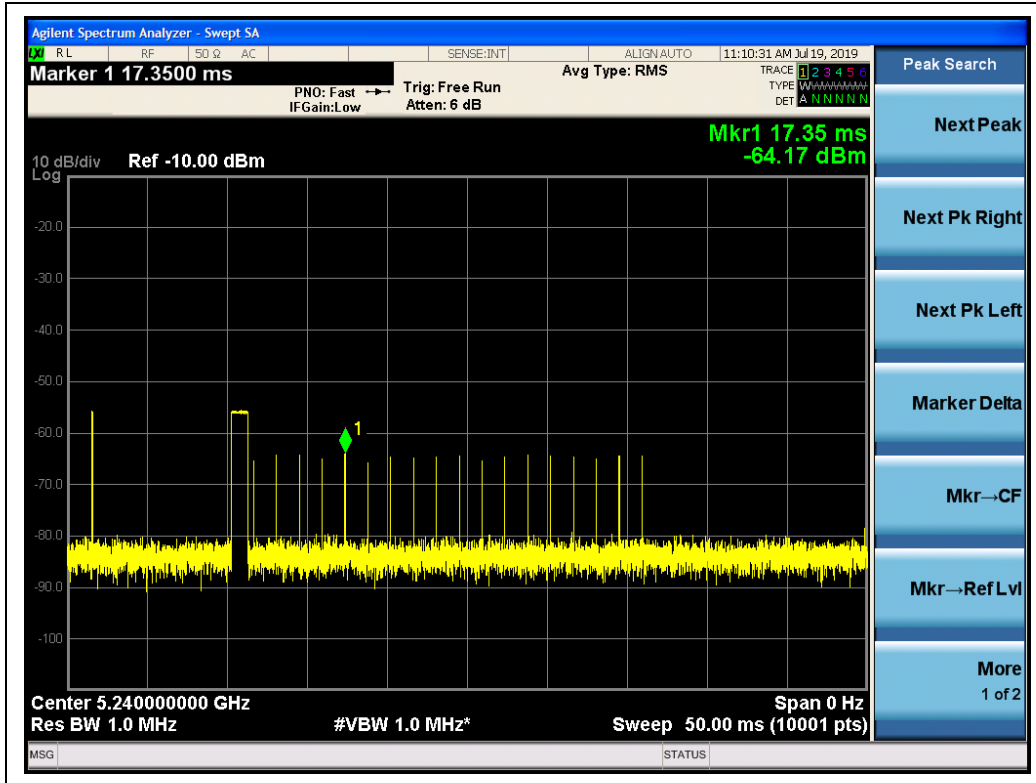 Agilent Spectrum Analyzer - Swept SA
LXI RL RF 50 Ω AC SENSE:INT ALIGN AUTO 11:10:31 AM Jul 19, 2019
Marker 1 17.3500 ms
PNO: Fast
IFGain:Low
Trig: Free Run
Atten: 6 dB
Avg Type: RMS
TRACE 1 2 3 4 5 6
TYPE WWWWWW
DET A N N N N N
Mkr1 17.35 ms
-64.17 dBm
10 dB/div Ref -10.00 dBm
Log
-20.0
-30.0
-40.0
-50.0
-60.0
-70.0
-80.0
-90.0
-100
1
Center 5.240000000 GHz
Span 0 Hz
Res BW 1.0 MHz
#VBW 1.0 MHz*
Sweep 50.00 ms (10001 pts)
MSG
STATUS
Peak Search
Next Peak
Next Pk Right
Next Pk Left
Marker Delta
Mkr→CF
Mkr→Ref Lvl
More
1 of 2